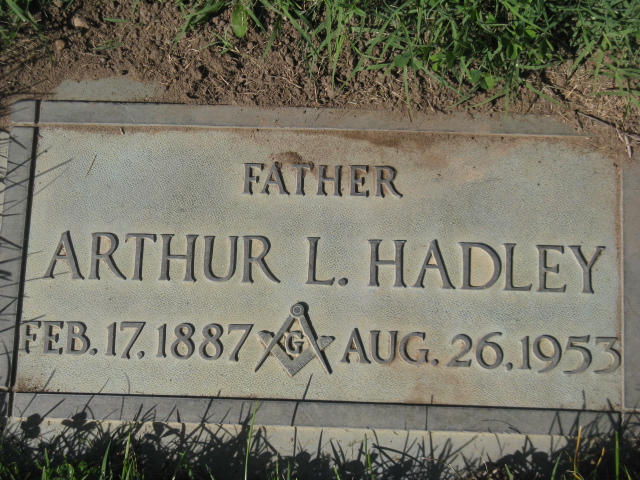 FATHER
ARTHUR L. HADLEY
FEB. 17, 1887 G AUG. 26, 1953